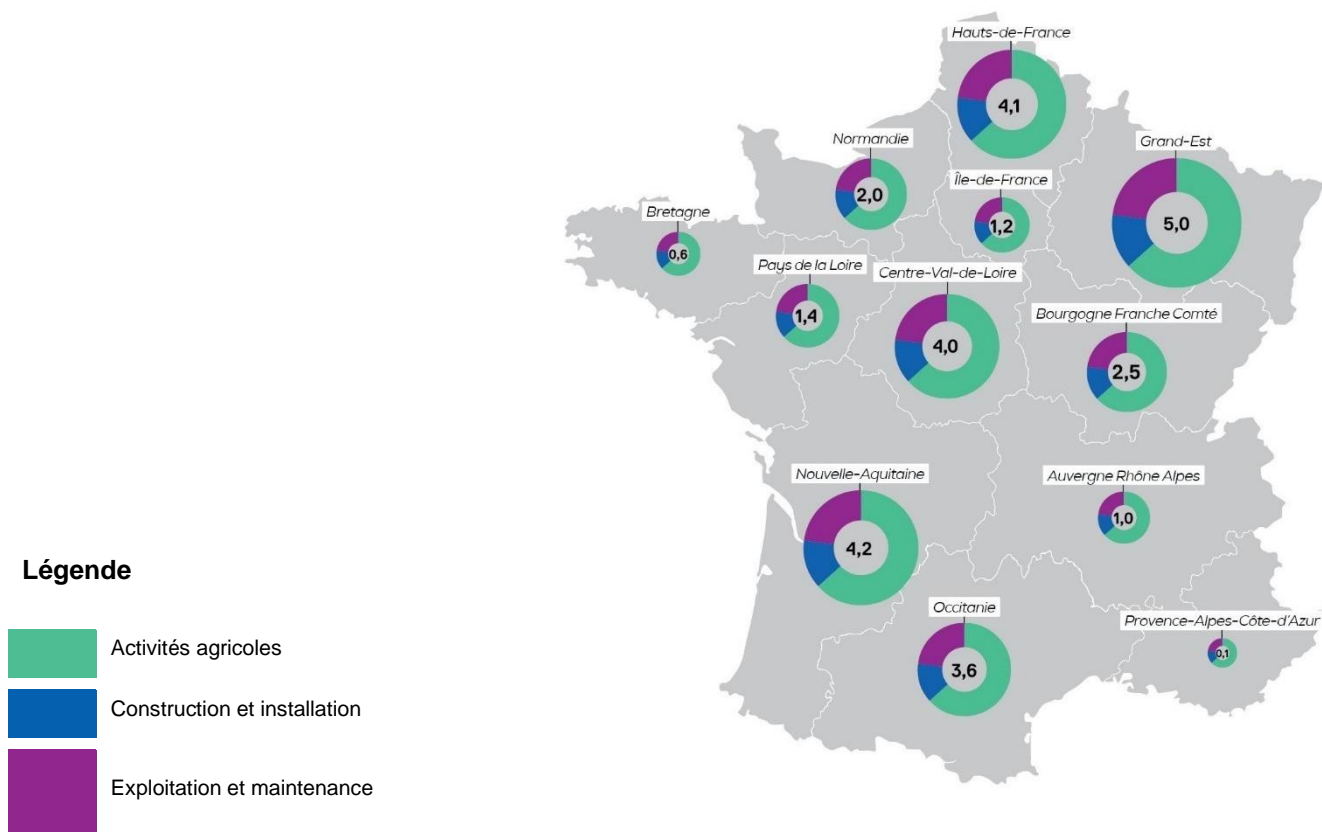 Hauts-de-France
4,1
Normandie
2,0
Grand-Est
5,0
Île-de-France
1,2
Bretagne
0,6
Pays de la Loire
1,4
Centre-Val-de-Loire
4,0
Bourgogne Franche Comté
2,5
Nouvelle-Aquitaine
4,2
Auvergne Rhône Alpes
1,0
Occitanie
3,6
Provence-Alpes-Côte-d'Azur
0,1
Légende
Activités agricoles
Construction et installation
Exploitation et maintenance